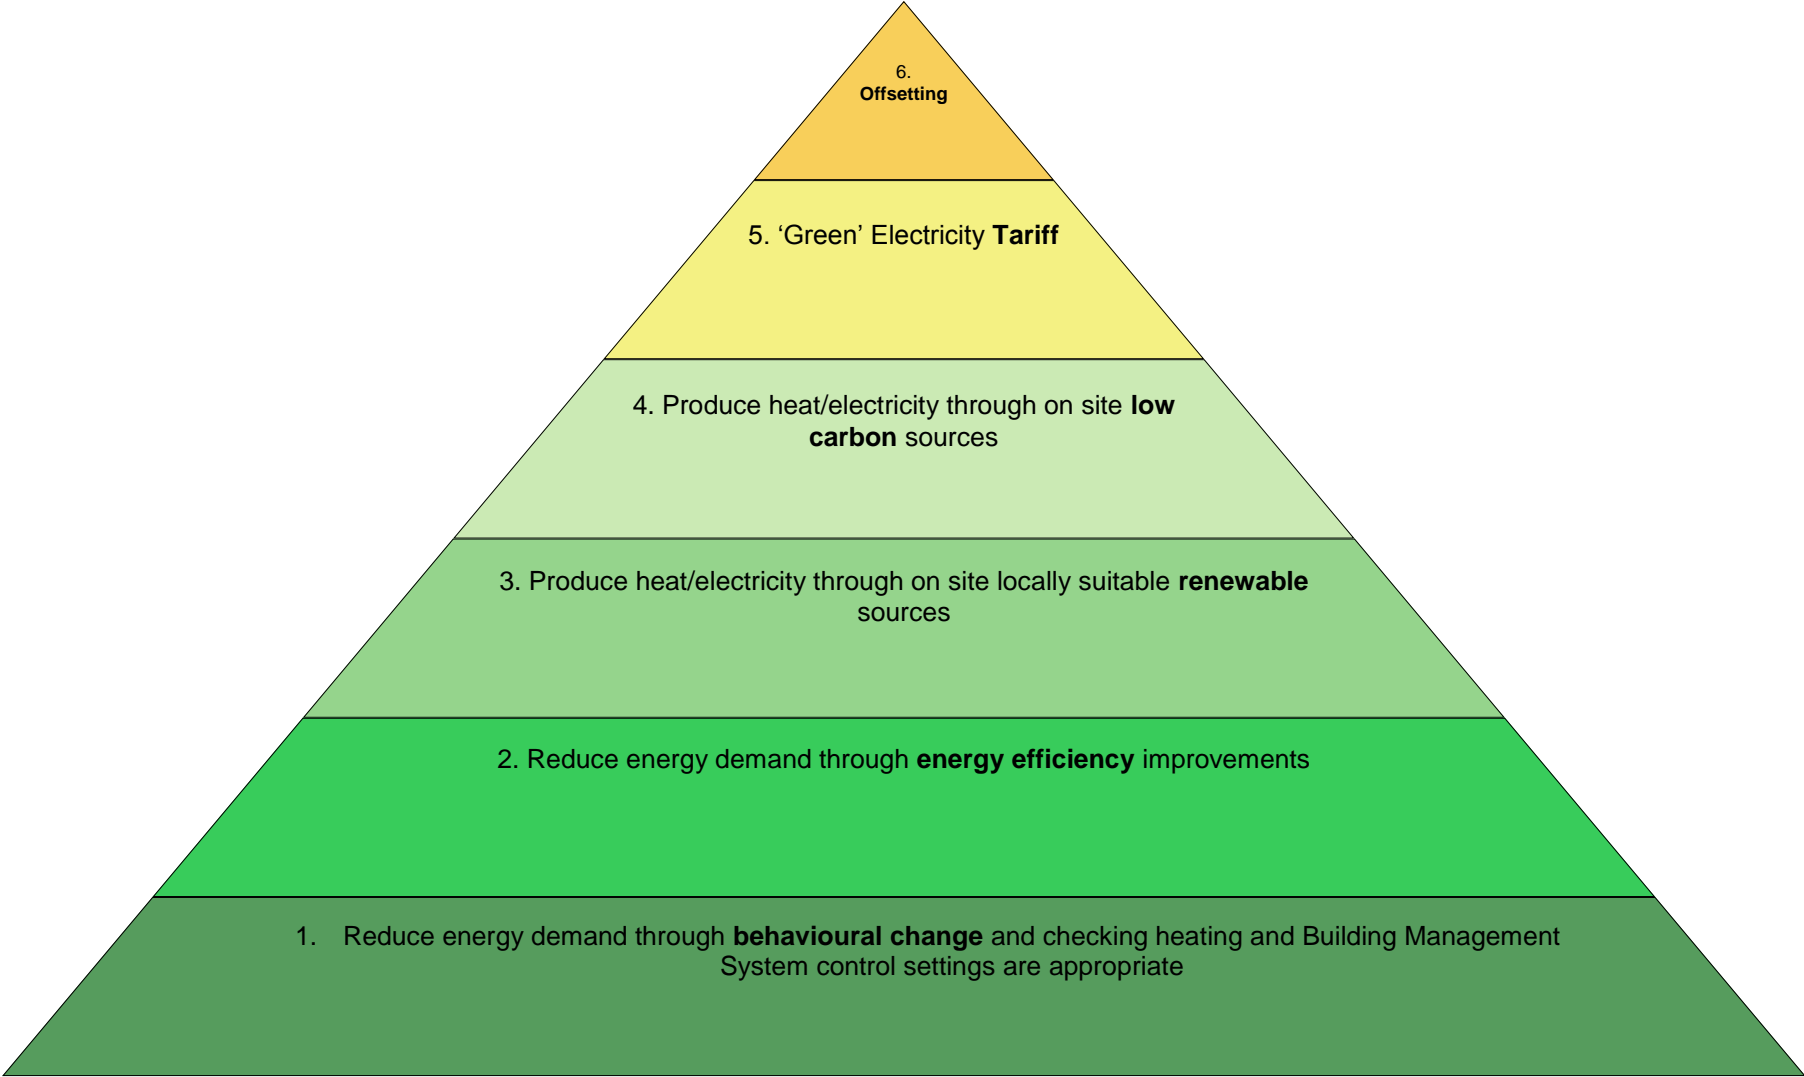 6.
Offsetting
5. ‘Green’ Electricity Tariff
4. Produce heat/electricity through on site low
carbon sources
3. Produce heat/electricity through on site locally suitable renewable
sources
2. Reduce energy demand through energy efficiency improvements
1. Reduce energy demand through behavioural change and checking heating and Building Management
System control settings are appropriate